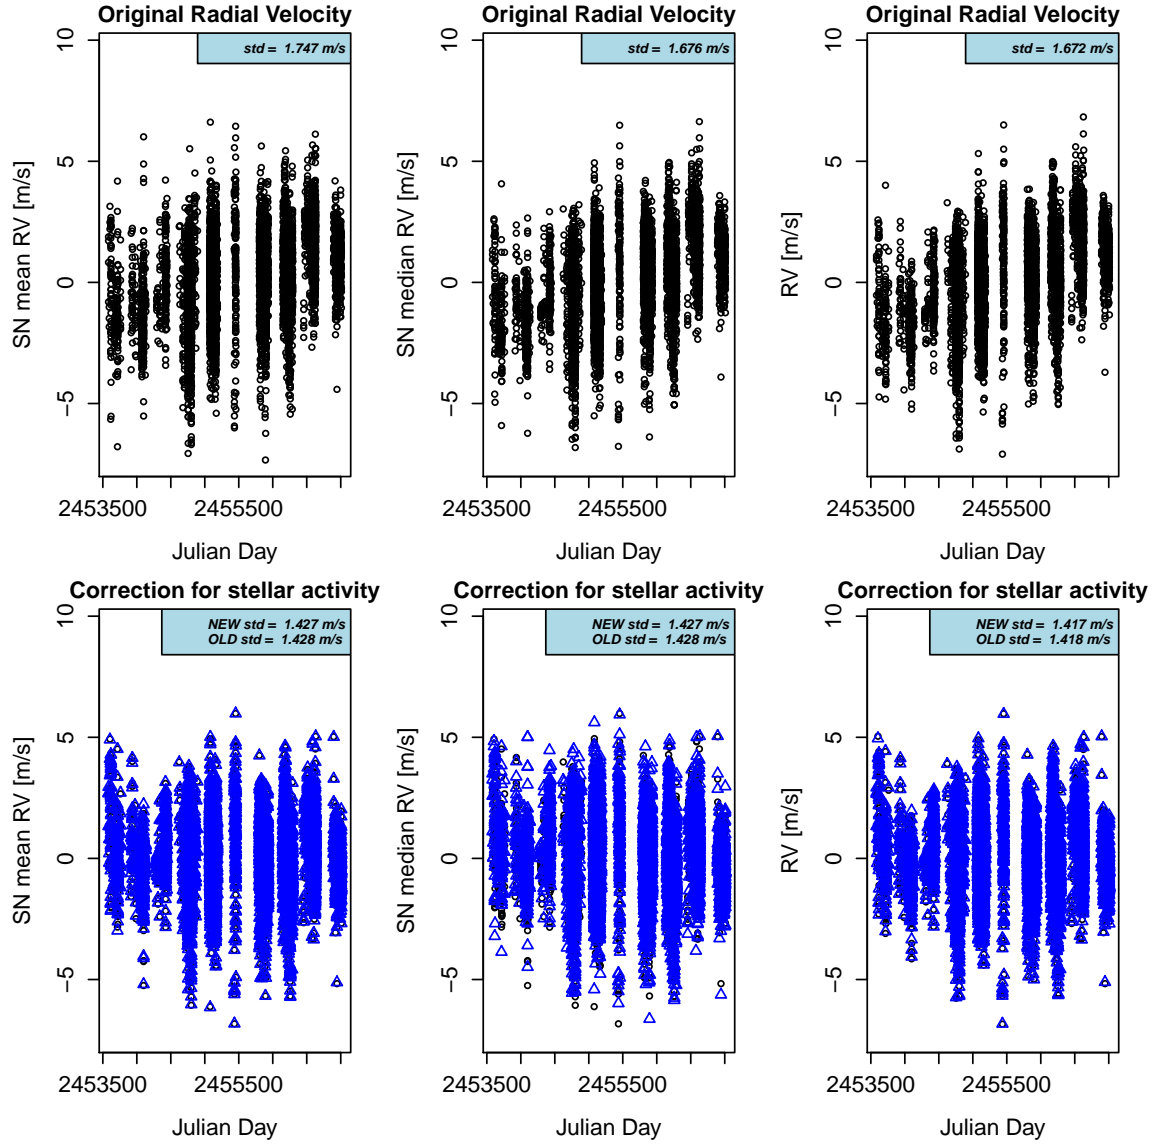 Original Radial Velocity
std = 1.747 m/s
SN mean RV [m/s]
10
5
0
−5
2453500
2455500
Julian Day
Original Radial Velocity
std = 1.676 m/s
SN median RV [m/s]
10
5
0
−5
2453500
2455500
Julian Day
Original Radial Velocity
std = 1.672 m/s
RV [m/s]
10
5
0
−5
2453500
2455500
Julian Day
Correction for stellar activity
NEW std = 1.427 m/s
OLD std = 1.428 m/s
SN mean RV [m/s]
10
5
0
−5
2453500
2455500
Julian Day
Correction for stellar activity
NEW std = 1.427 m/s
OLD std = 1.428 m/s
SN median RV [m/s]
10
5
0
−5
2453500
2455500
Julian Day
Correction for stellar activity
NEW std = 1.417 m/s
OLD std = 1.418 m/s
RV [m/s]
10
5
0
−5
2453500
2455500
Julian Day